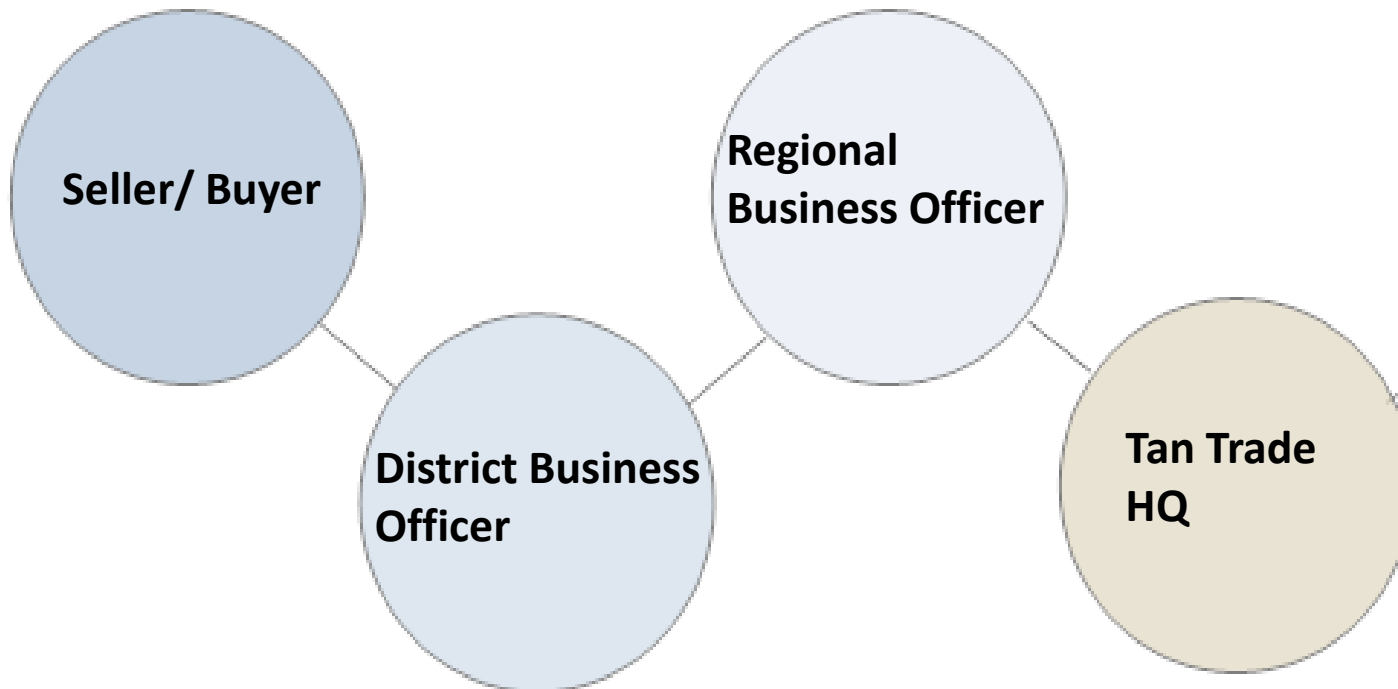 Seller/ Buyer
District Business
Officer
Regional
Business Officer
Tan Trade
HQ